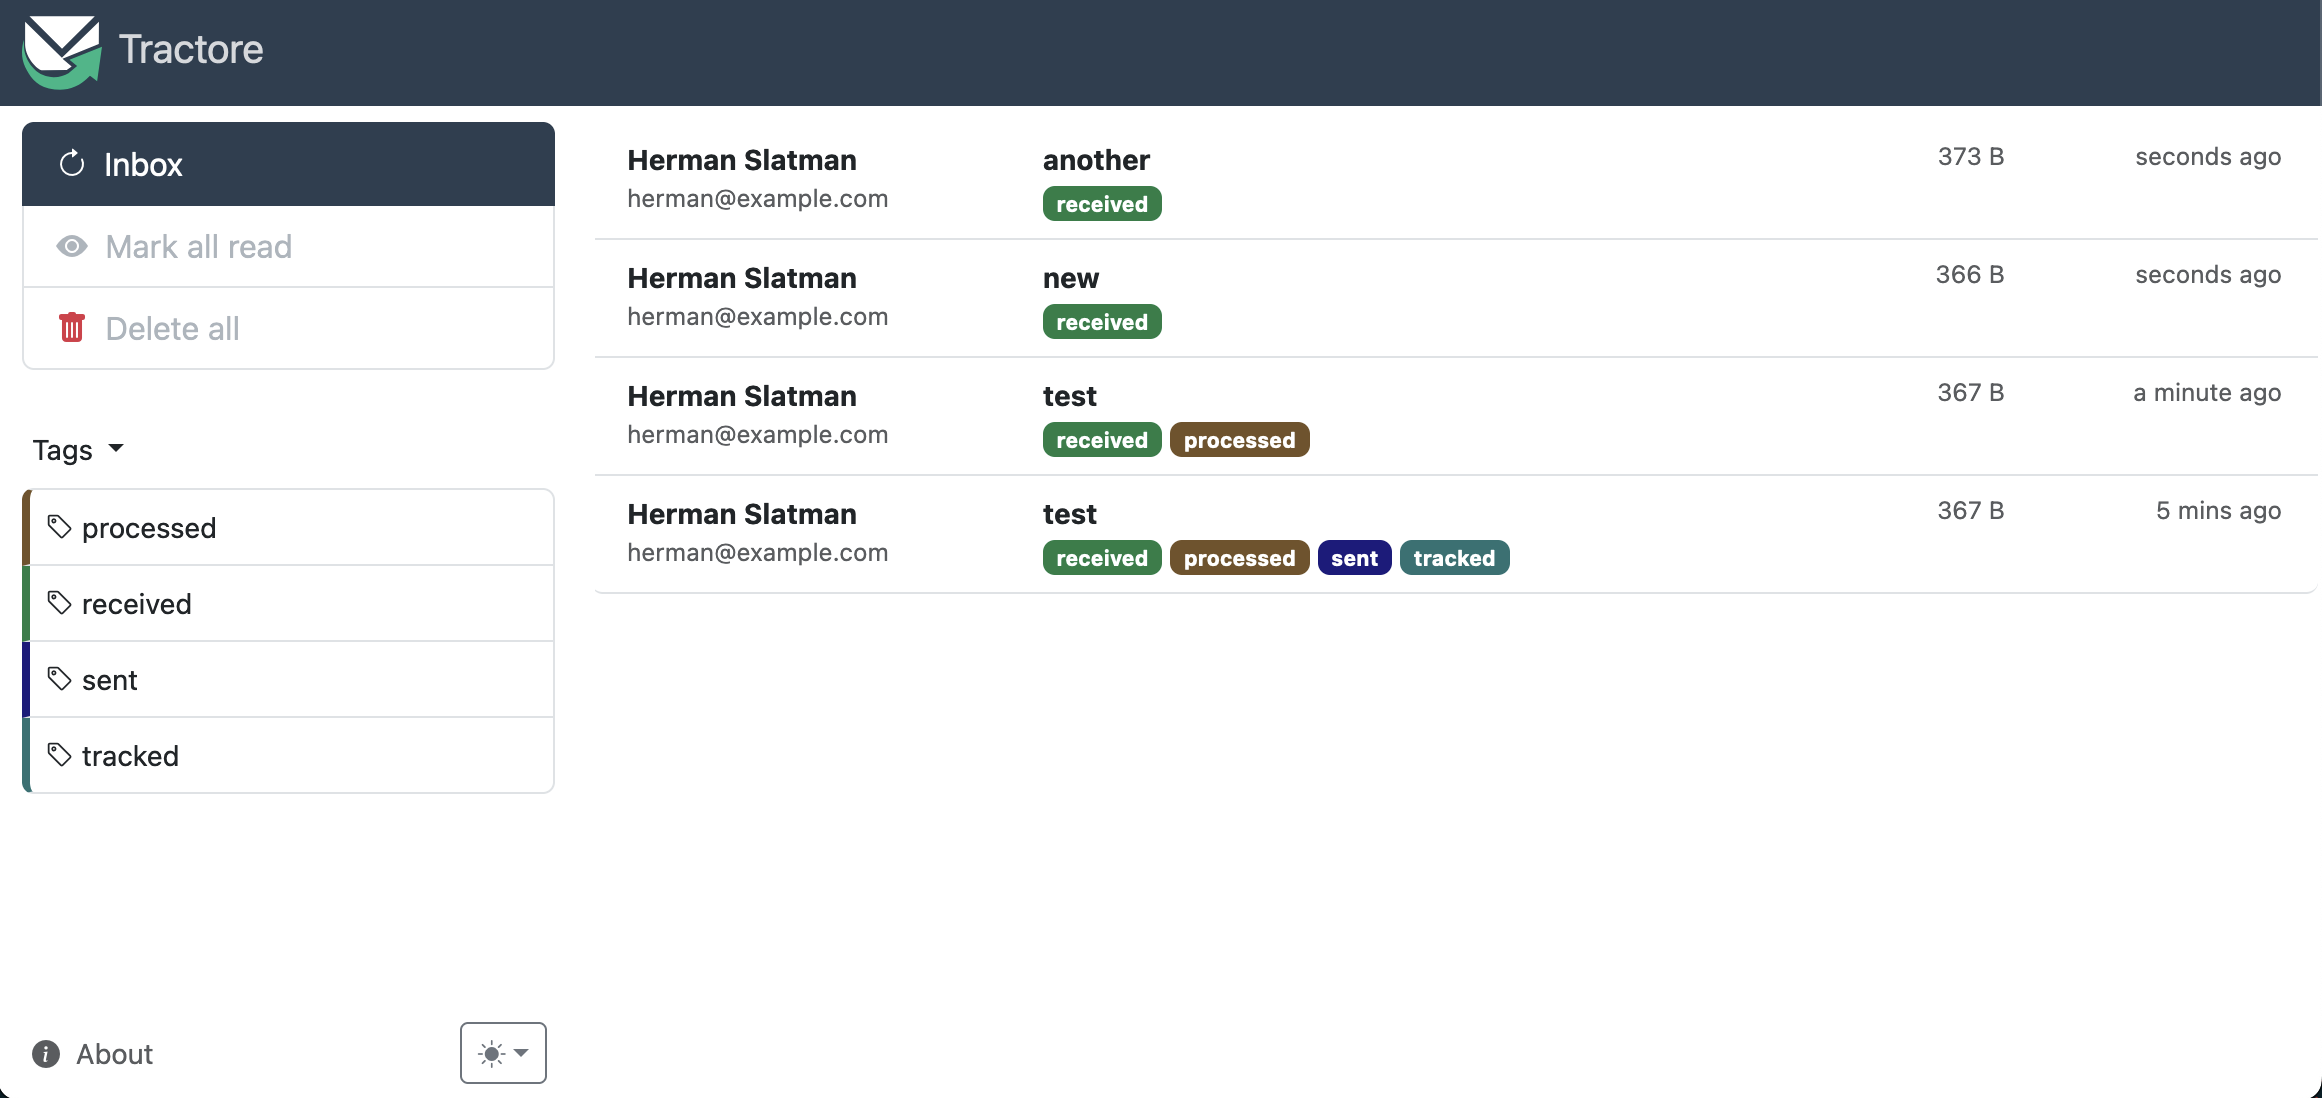 Tractore
Inbox
Mark all read
Delete all
Tags
processed
received
sent
tracked
About
Herman Slatman another 373 B seconds ago
herman@example.com received
Herman Slatman new 366 B seconds ago
herman@example.com received
Herman Slatman test 367 B a minute ago
herman@example.com received processed
Herman Slatman test 367 B 5 mins ago
herman@example.com received processed sent tracked